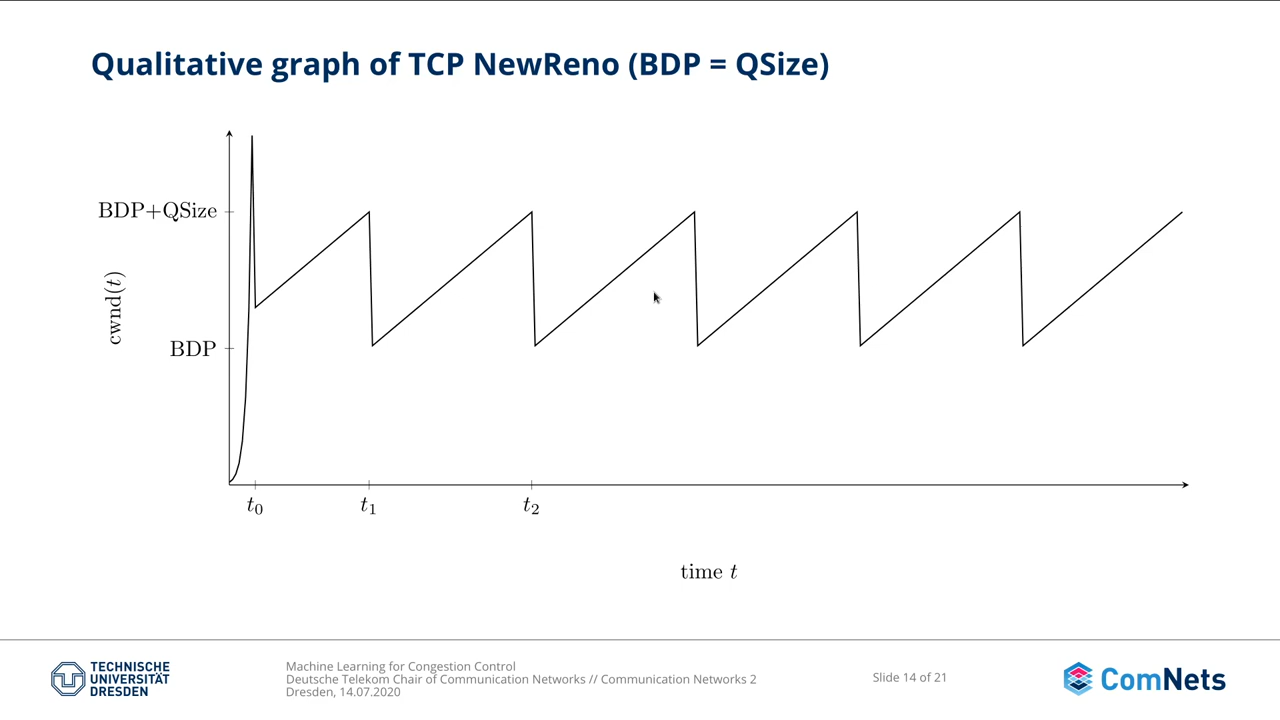 Qualitative graph of TCP NewReno (BDP = QSize)
BDP+QSize
cwnd(t)
BDP
t0
t1
t2
time t
TECHNISCHE
UNIVERSITÄT
DRESDEN
Machine Learning for Congestion Control
Deutsche Telekom Chair of Communication Networks // Communication Networks 2
Dresden, 14.07.2020
Slide 14 of 21
ComNets